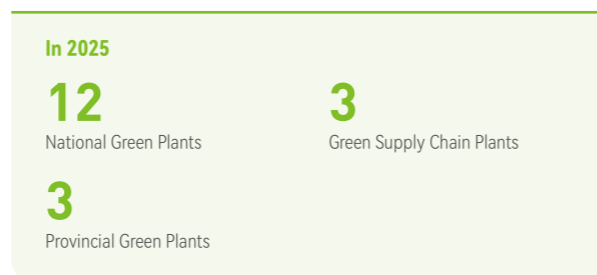 In 2025
12
National Green Plants
3
Green Supply Chain Plants
3
Provincial Green Plants